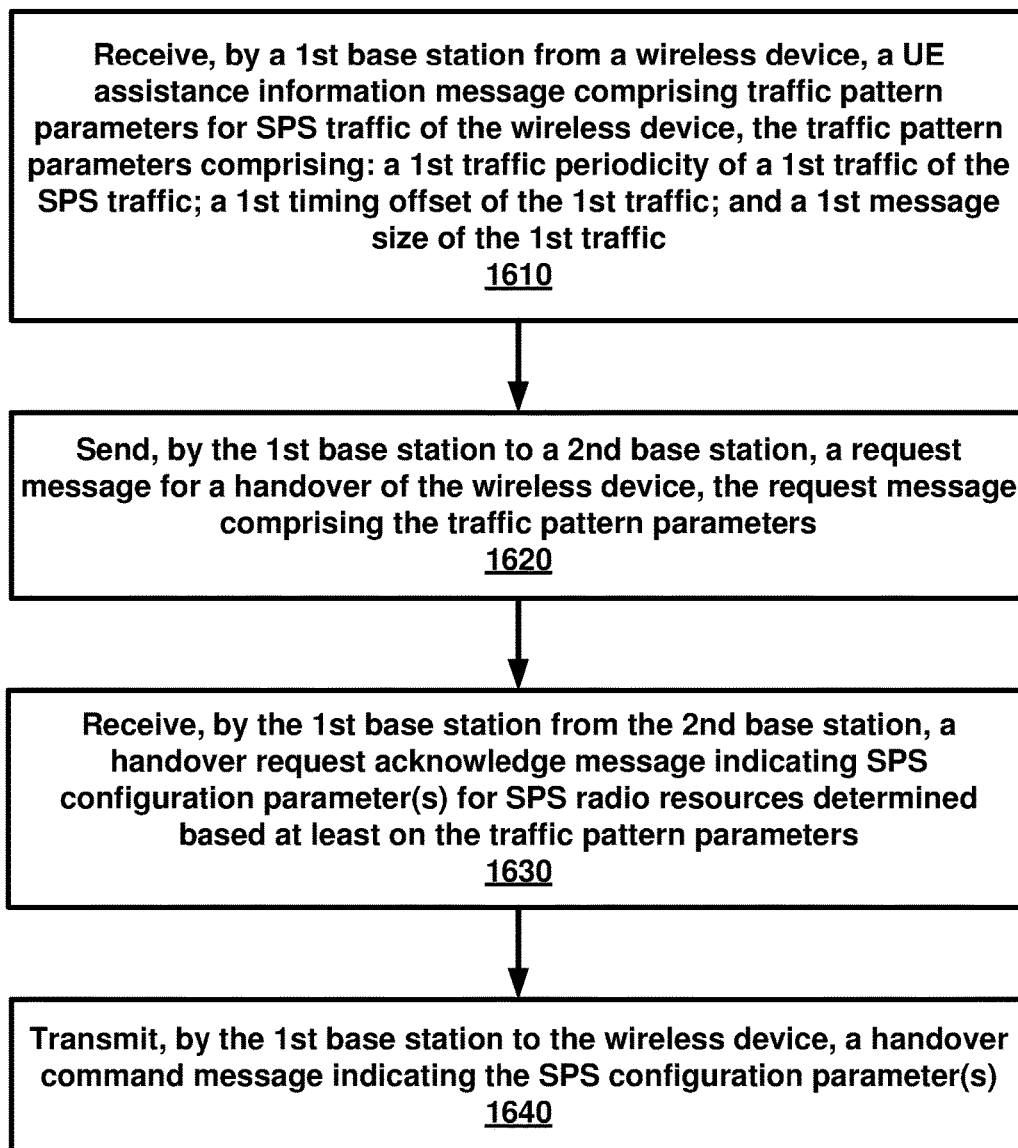 Receive, by a 1st base station from a wireless device, a UE
assistance information message comprising traffic pattern
parameters for SPS traffic of the wireless device, the traffic pattern
parameters comprising: a 1st traffic periodicity of a 1st traffic of the
SPS traffic; a 1st timing offset of the 1st traffic; and a 1st message
size of the 1st traffic
1610
Send, by the 1st base station to a 2nd base station, a request
message for a handover of the wireless device, the request message
comprising the traffic pattern parameters
1620
Receive, by the 1st base station from the 2nd base station, a
handover request acknowledge message indicating SPS
configuration parameter(s) for SPS radio resources determined
based at least on the traffic pattern parameters
1630
Transmit, by the 1st base station to the wireless device, a handover
command message indicating the SPS configuration parameter(s)
1640